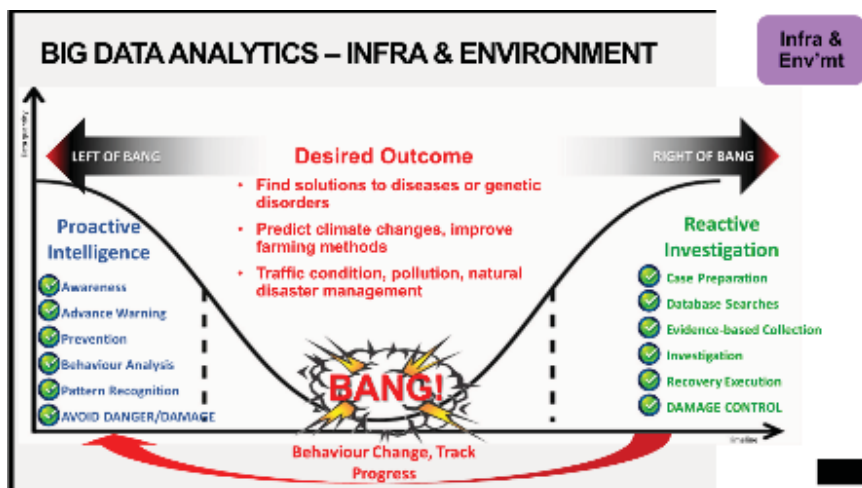 BIG DATA ANALYTICS – INFRA & ENVIRONMENT
Infra &
Env'mt
LEFT OF BANG
Desired Outcome
RIGHT OF BANG
• Find solutions to diseases or genetic
disorders
• Predict climate changes, improve
farming methods
• Traffic condition, pollution, natural
disaster management
Proactive
Intelligence
Awareness
Advance Warning
Prevention
Behaviour Analysis
Pattern Recognition
AVOID DANGER/DAMAGE
BANG!
Reactive
Investigation
Case Preparation
Database Searches
Evidence-based Collection
Investigation
Recovery Execution
DAMAGE CONTROL
Timeline
Behaviour Change, Track
Progress